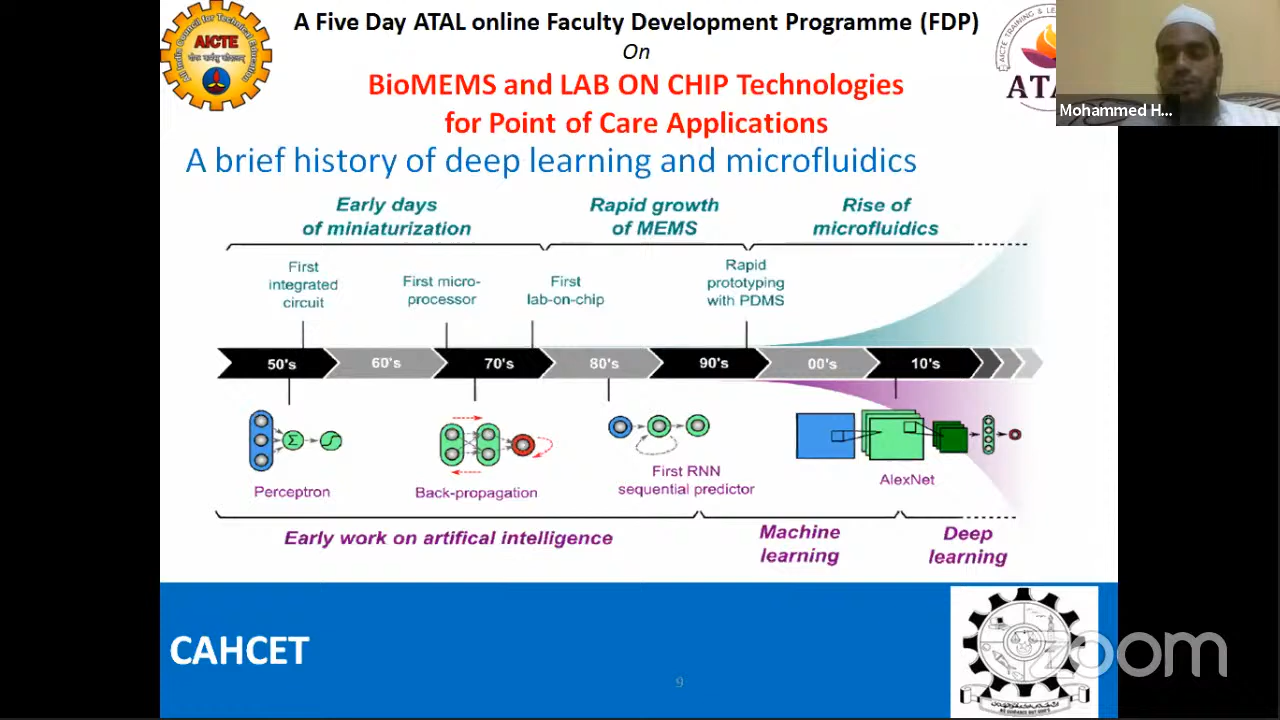 A Five Day ATAL online Faculty Development Programme (FDP)
On
BioMEMS and LAB ON CHIP Technologies
for Point of Care Applications
AICTE
ATA
Mohammed H...
A brief history of deep learning and microfluidics
Early days
of miniaturization
Rapid growth
of MEMS
Rise of
microfluidics
First
integrated
circuit
First micro-
processor
First
lab-on-chip
Rapid
prototyping
with PDMS
50's
60's
70's
80's
90's
00's
10's
Σ
Perceptron
Back-propagation
First RNN
sequential predictor
AlexNet
Early work on artifical intelligence
Machine
learning
Deep
learning
CAHCET
9
zoom